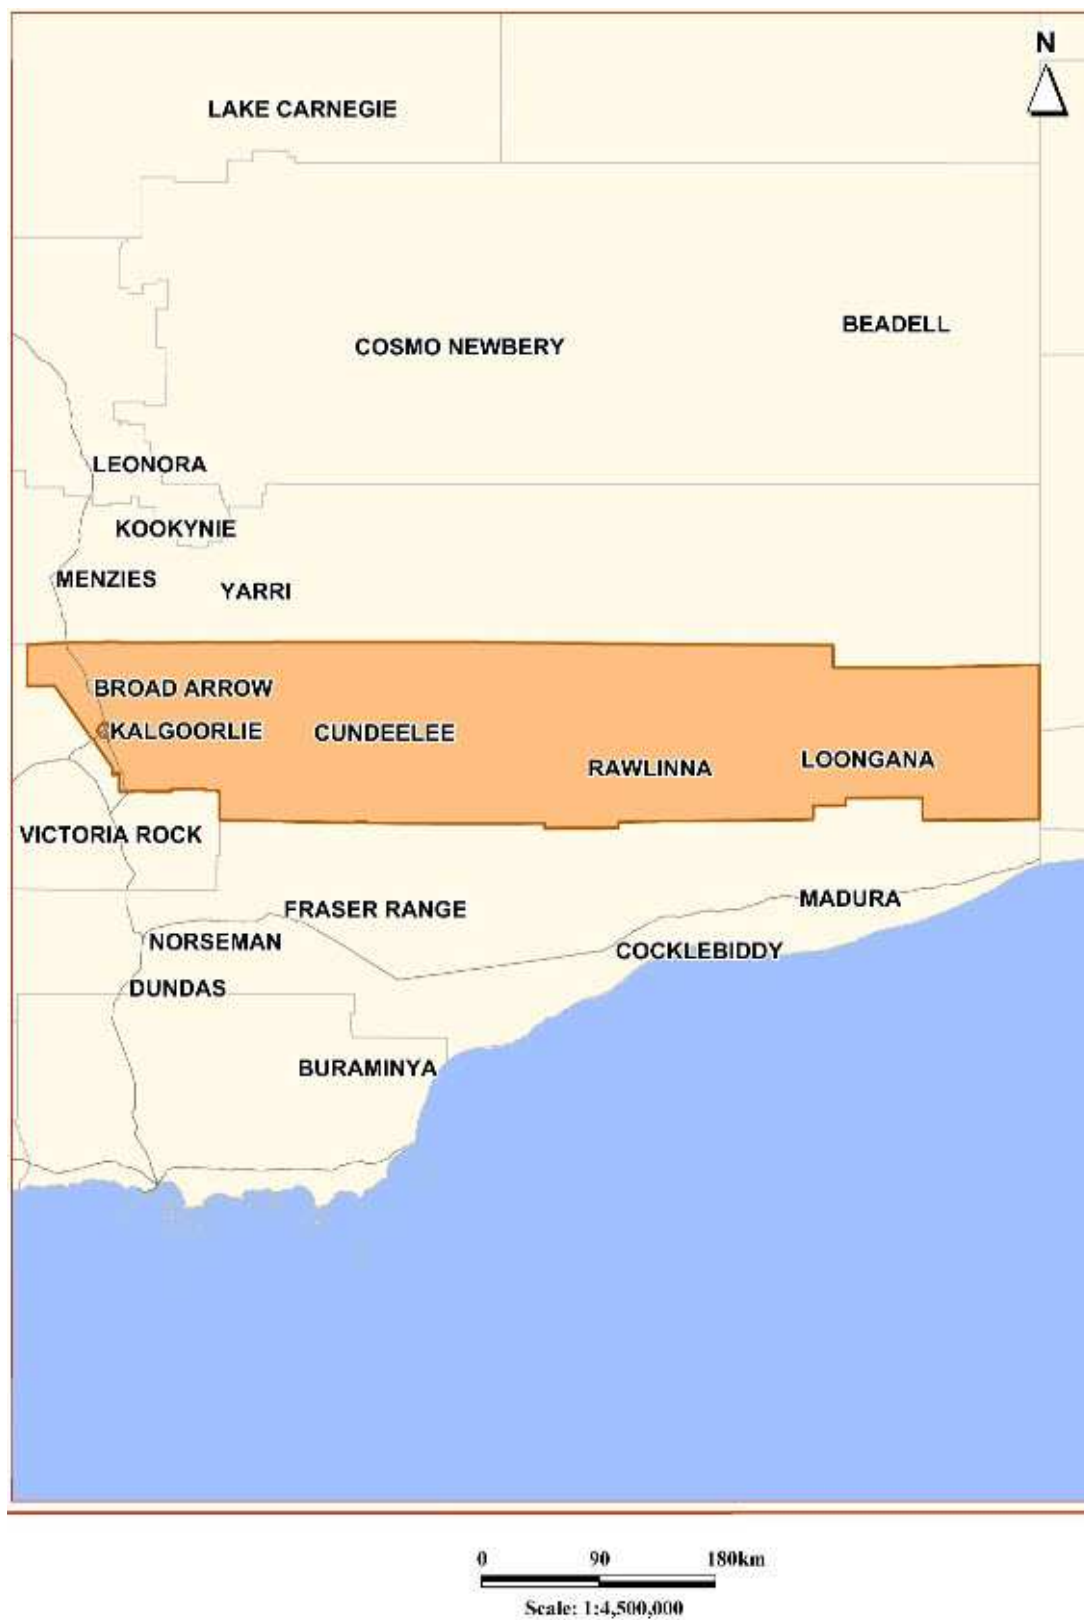 N
LAKE CARNEGIE
BEADELL
COSMO NEWBERY
LEONORA
KOOKYNIE
MENZIES
YARRI
BROAD ARROW
KALGOORLIE
CUNDEELEE
LOONGANA
RAWLINNA
VICTORIA ROCK
MADURA
FRASER RANGE
NORSEMAN
COCKLEBIDDY
DUNDAS
BURAMINYA
0 90 180km
Scale: 1:4,500,000